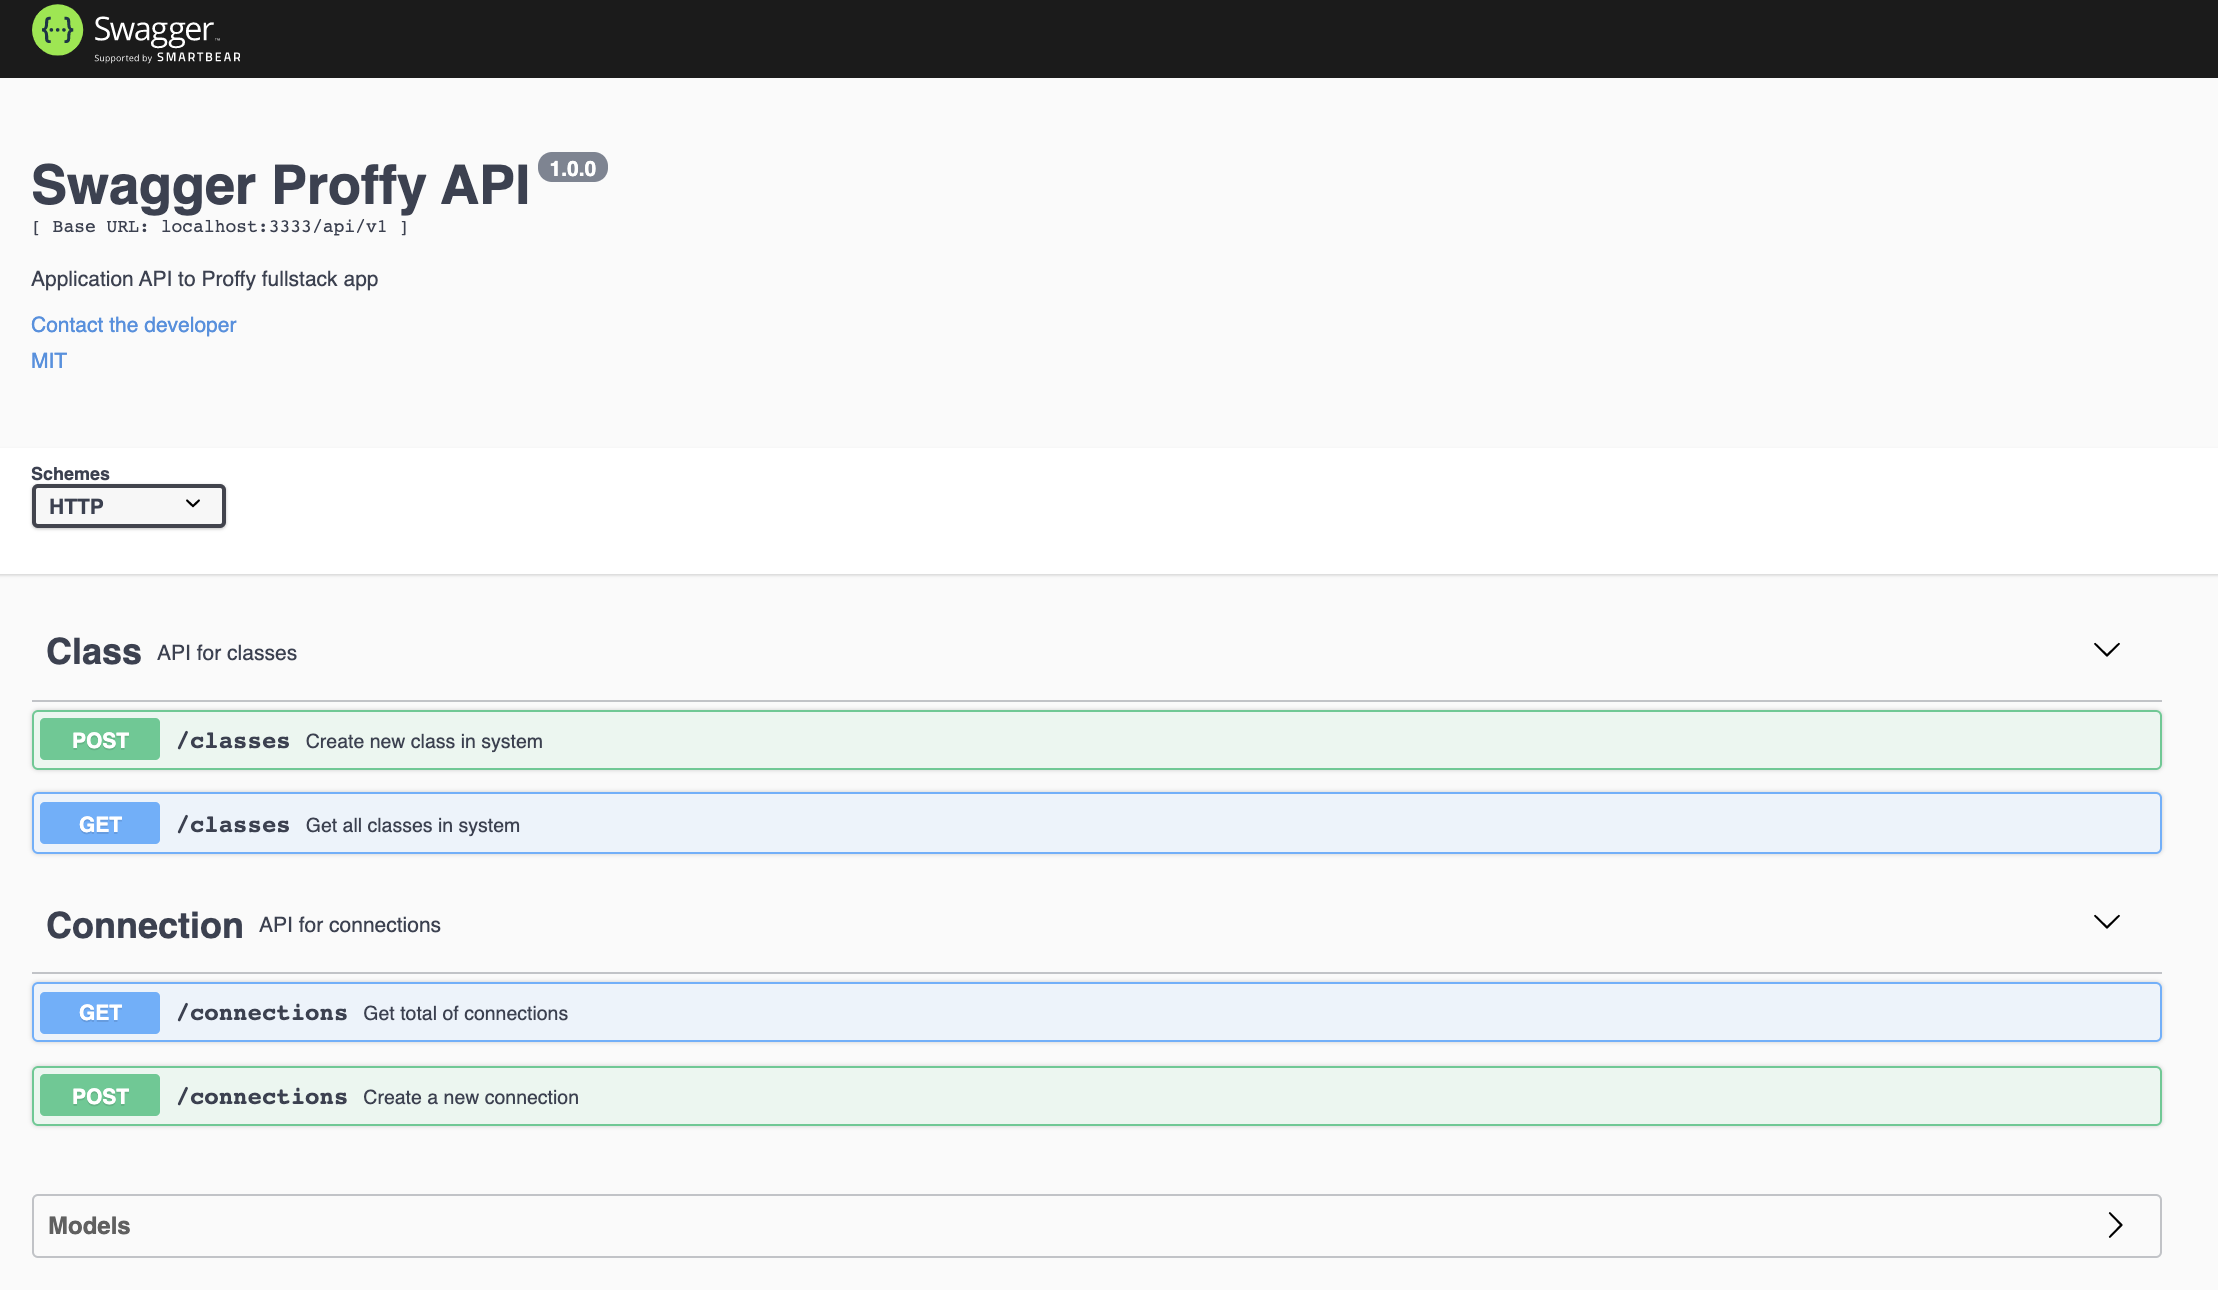 Swagger™
Supported by SMARTBEAR
Swagger Proffy API 1.0.0
[ Base URL: localhost:3333/api/v1 ]
Application API to Proffy fullstack app
Contact the developer
MIT
Schemes
HTTP
Class API for classes
POST /classes Create new class in system
GET /classes Get all classes in system
Connection API for connections
GET /connections Get total of connections
POST /connections Create a new connection
Models